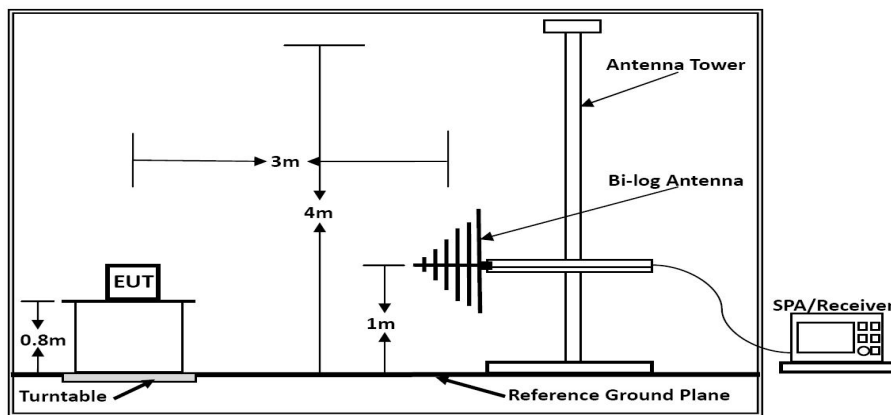 Antenna Tower
3m
Bi-log Antenna
4m
EUT
SPA/Receiver
0.8m
1m
Turntable
Reference Ground Plane